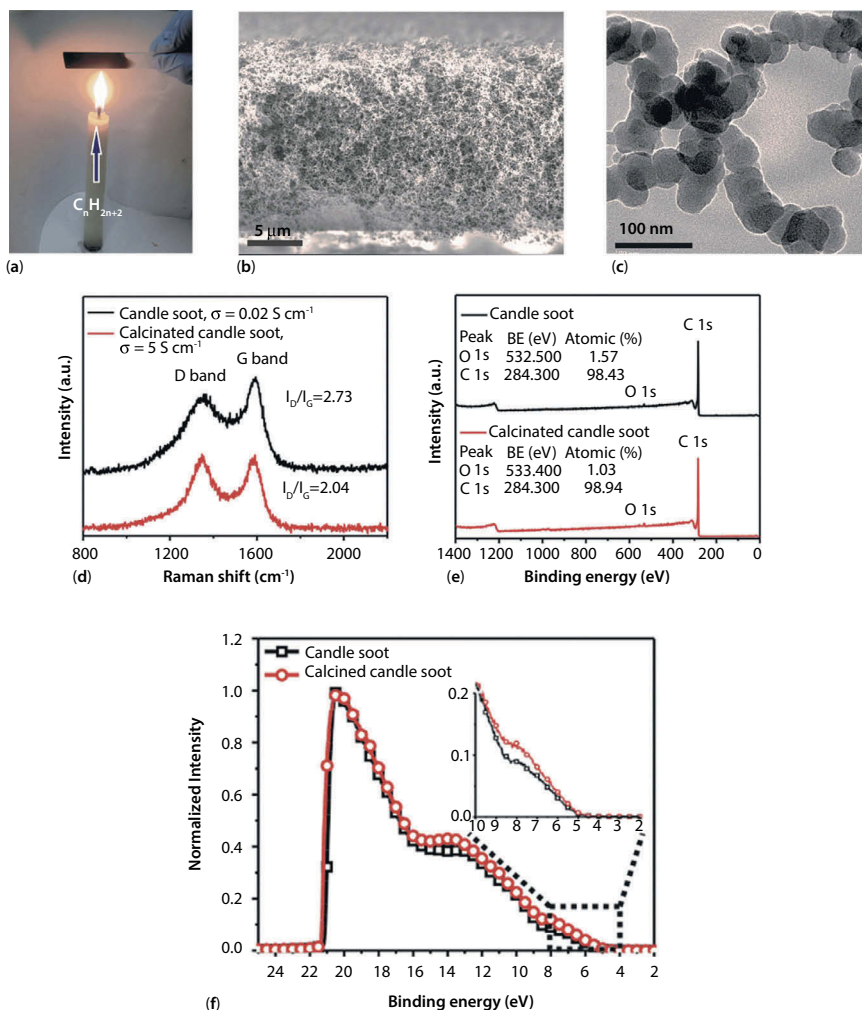 CₙH₂ₙ₊₂
(a)
5 μm
(b)
100 nm
(c)
Candle soot, σ = 0.02 S cm⁻¹
Calcinated candle soot,
σ = 5 S cm⁻¹
G band
D band
I_D/I_G=2.73
I_D/I_G=2.04
Intensity (a.u.)
800 1200 1600 2000
(d) Raman shift (cm⁻¹)
Candle soot
C 1s
Peak BE (eV) Atomic (%)
O 1s 532.500 1.57
C 1s 284.300 98.43
O 1s
Calcinated candle soot
C 1s
Peak BE (eV) Atomic (%)
O 1s 533.400 1.03
C 1s 284.300 98.94
O 1s
Intensity (a.u.)
1400 1200 1000 800 600 400 200 0
(e) Binding energy (eV)
1.2
1.0
0.8
0.6
0.4
0.2
0.0
Normalized Intensity
Candle soot
Calcined candle soot
0.2
0.1
0.0
10 9 8 7 6 5 4 3 2
24 22 20 18 16 14 12 10 8 6 4 2
Binding energy (eV)
(f)